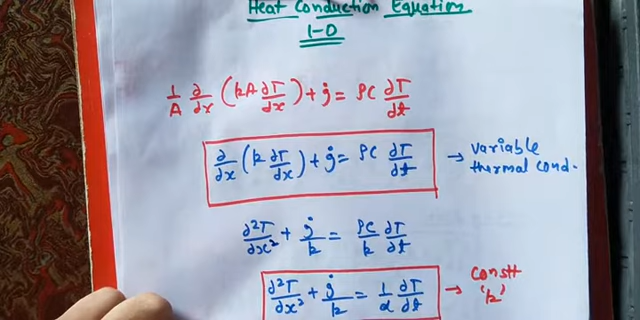 Heat Conduction Equation
1-D
1/A ∂/∂x (kA ∂T/∂x) + ġ = ρC ∂T/∂t
∂/∂x (k ∂T/∂x) + ġ = ρC ∂T/∂t → variable
thermal cond.
∂²T/∂x² + ġ/k = ρC/k ∂T/∂t
∂²T/∂x² + ġ/k = 1/α ∂T/∂t → Constt
'k'